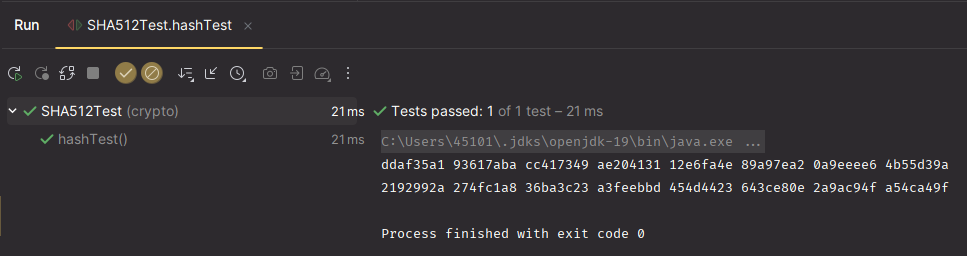 Run SHA512Test.hashTest ×
SHA512Test (crypto) 21 ms
hashTest() 21 ms
Tests passed: 1 of 1 test – 21 ms
C:\Users\45101\.jdks\openjdk-19\bin\java.exe ...
ddaf35a1 93617aba cc417349 ae204131 12e6fa4e 89a97ea2 0a9eeee6 4b55d39a
2192992a 274fc1a8 36ba3c23 a3feebbd 454d4423 643ce80e 2a9ac94f a54ca49f
Process finished with exit code 0